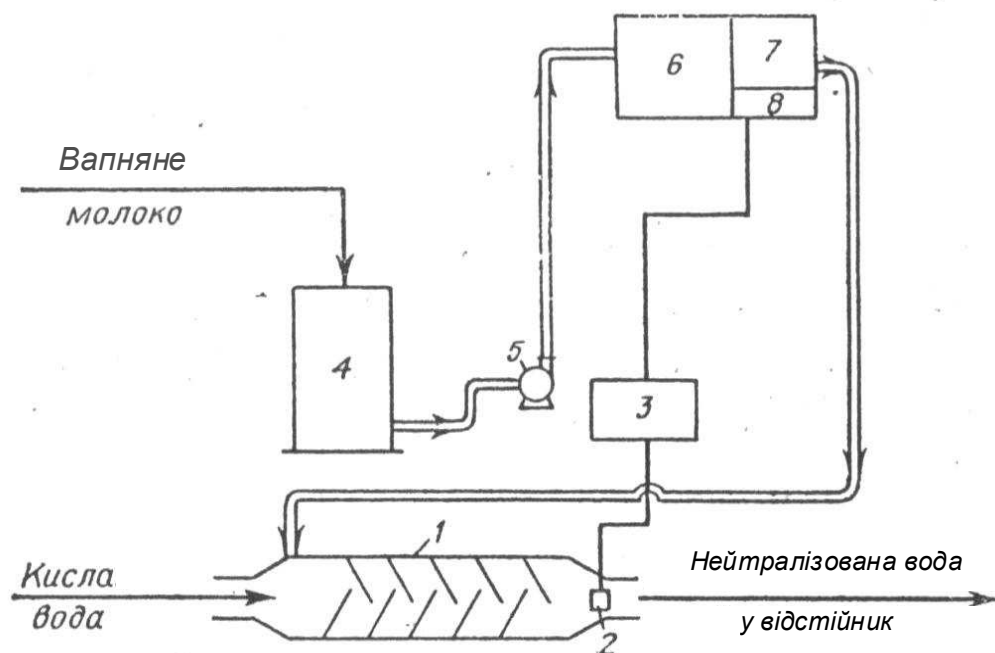 6
7
8
Вапняне
молоко
4
5
3
1
Кисла
вода
2
Нейтралізована вода
у відстійник